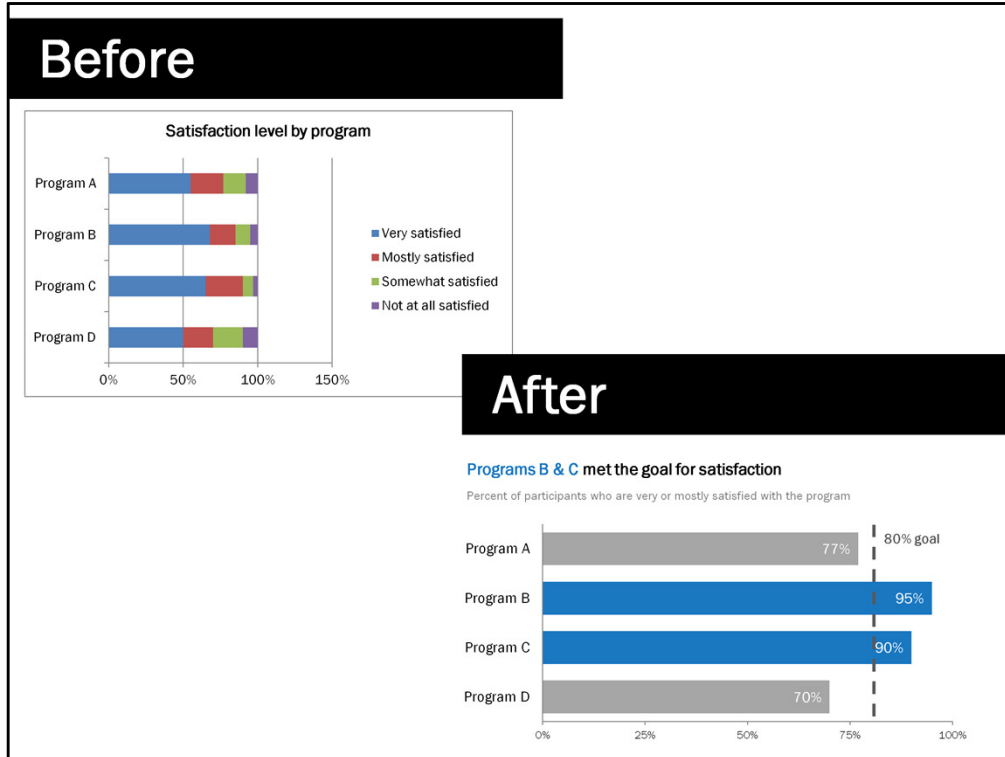 Before
Satisfaction level by program
Program A
Program B
Program C
Program D
Very satisfied
Mostly satisfied
Somewhat satisfied
Not at all satisfied
0% 50% 100% 150%
After
Programs B & C met the goal for satisfaction
Percent of participants who are very or mostly satisfied with the program
Program A 77% 80% goal
Program B 95%
Program C 90%
Program D 70%
0% 25% 50% 75% 100%